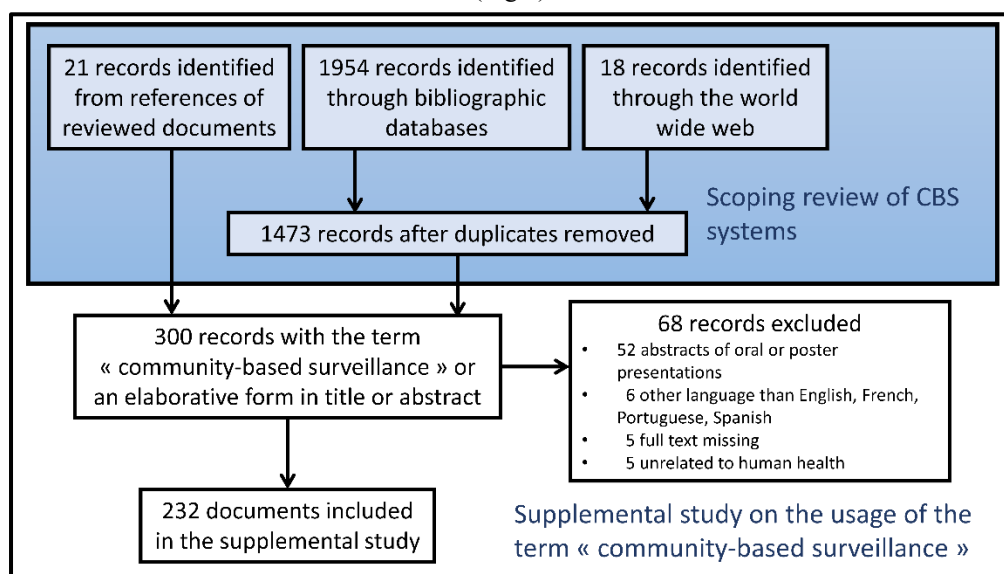 21 records identified
from references of
reviewed documents
1954 records identified
through bibliographic
databases
18 records identified
through the world
wide web
Scoping review of CBS
systems
1473 records after duplicates removed
300 records with the term
« community-based surveillance » or
an elaborative form in title or abstract
68 records excluded
• 52 abstracts of oral or poster
presentations
• 6 other language than English, French,
Portuguese, Spanish
• 5 full text missing
• 5 unrelated to human health
232 documents included
in the supplemental study
Supplemental study on the usage of the
term « community-based surveillance »